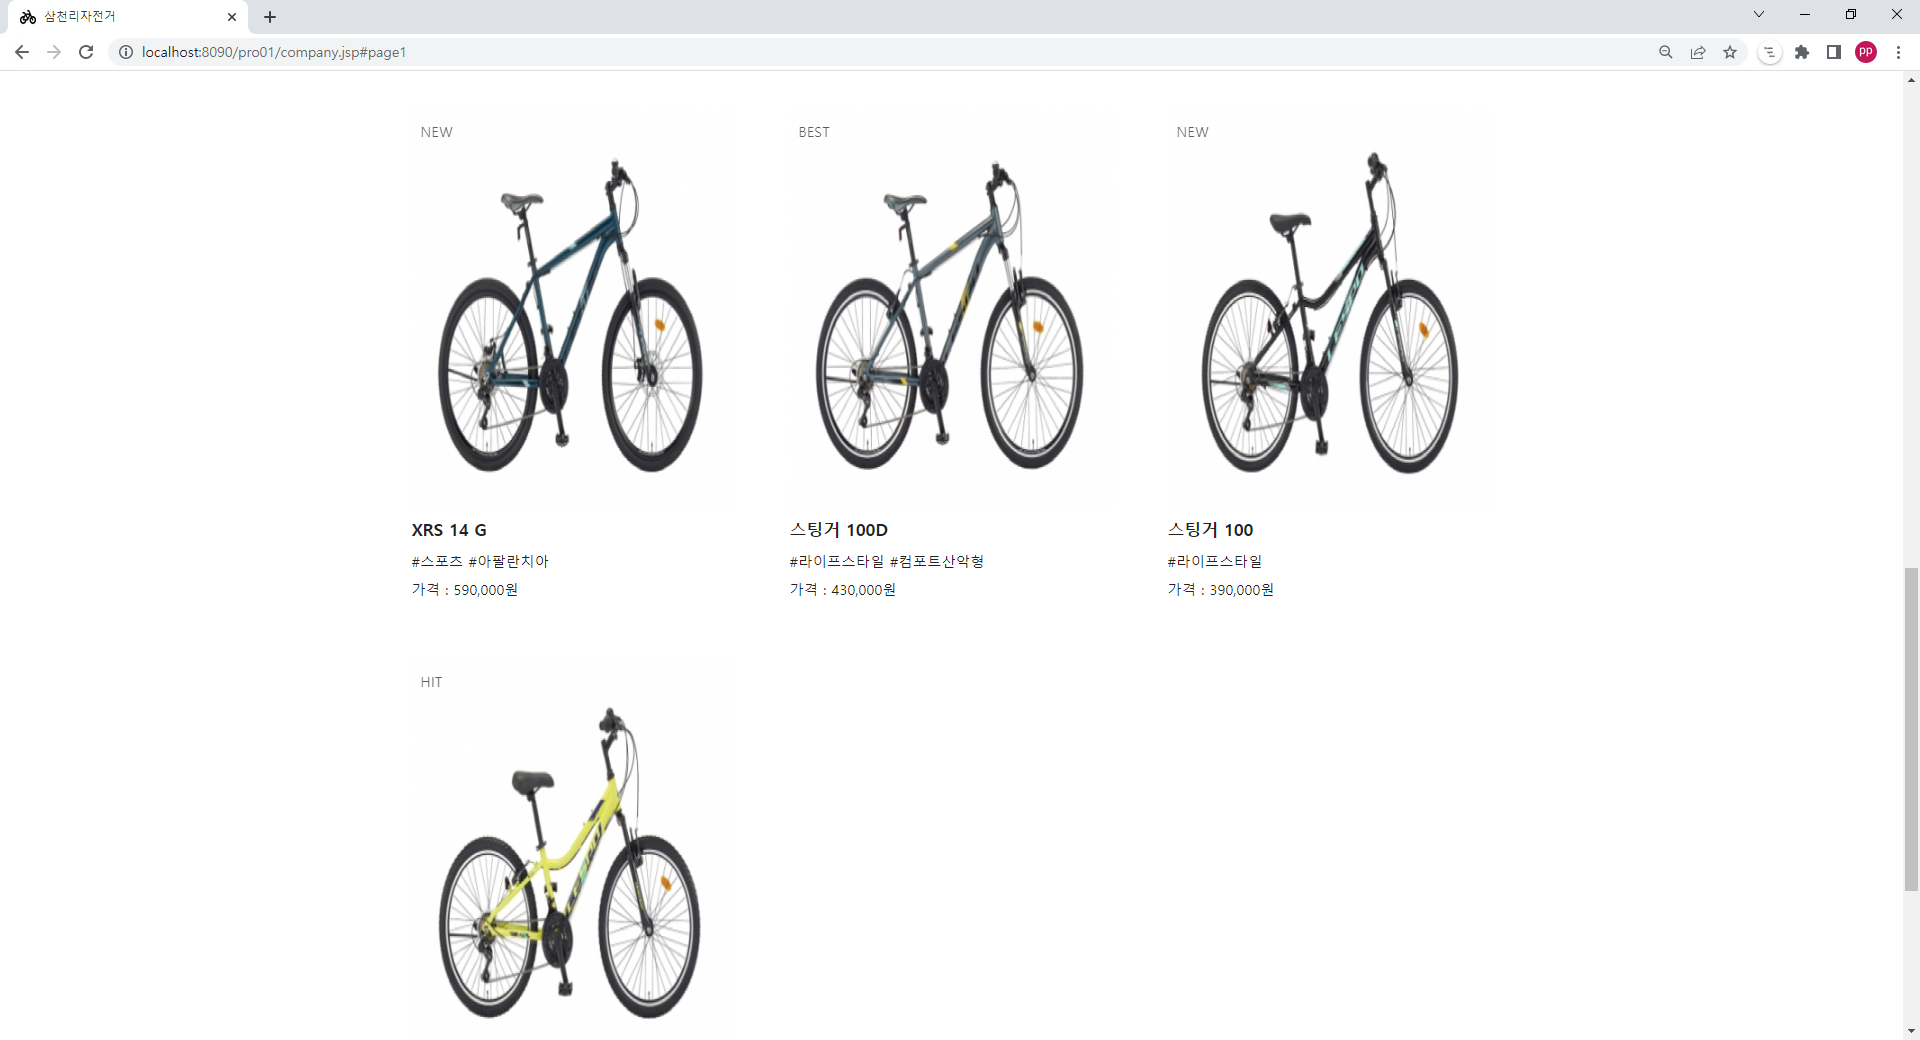 삼천리자전거
localhost:8090/pro01/company.jsp#page1
PP
NEW
BEST
NEW
XRS 14 G
스팅거 100D
스팅거 100
#스포츠 #아팔란치아
#라이프스타일 #컴포트산악형
#라이프스타일
가격 : 590,000원
가격 : 430,000원
가격 : 390,000원
HIT